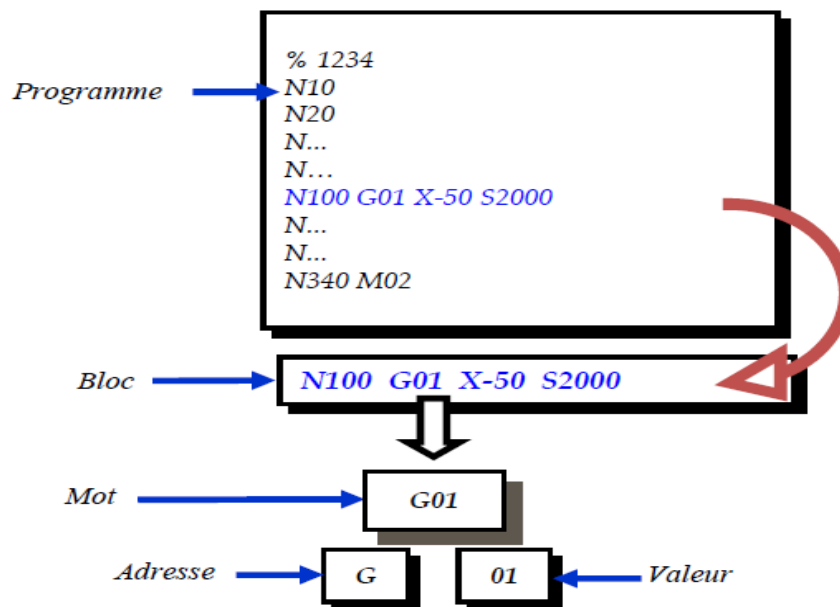 % 1234
Programme
N10
N20
N...
N...
N100 G01 X-50 S2000
N...
N...
N340 M02
Bloc
N100 G01 X-50 S2000
Mot
G01
Adresse
G
01
Valeur